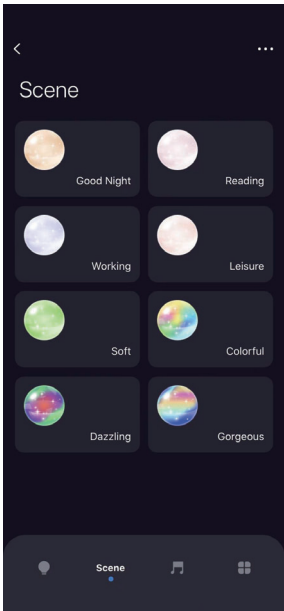 Scene
Good Night
Reading
Working
Leisure
Soft
Colorful
Dazzling
Gorgeous
Scene